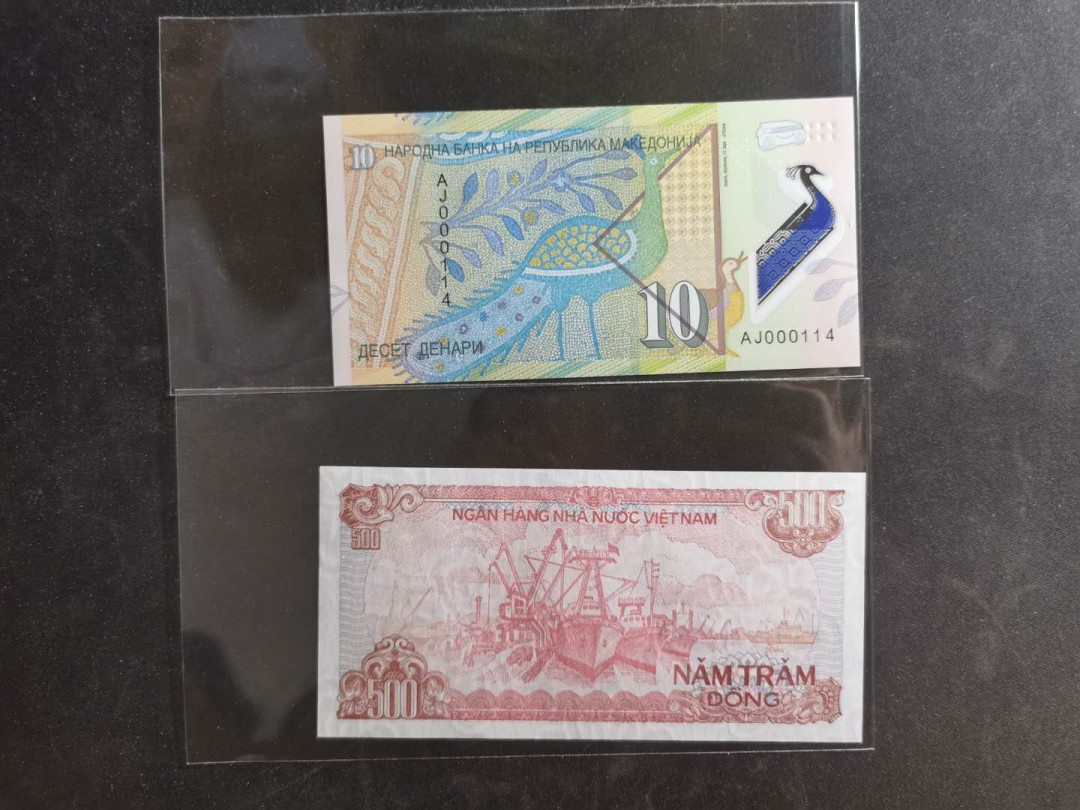 10
НАРОДНА БАНКА НА РЕПУБЛИКА МАКЕДОНИЈА
AJ000114
10
ДЕСЕТ ДЕНАРИ
AJ000114
500
NGÂN HÀNG NHÀ NƯỚC VIỆT NAM
500
500
NĂM TRĂM
ĐỒNG